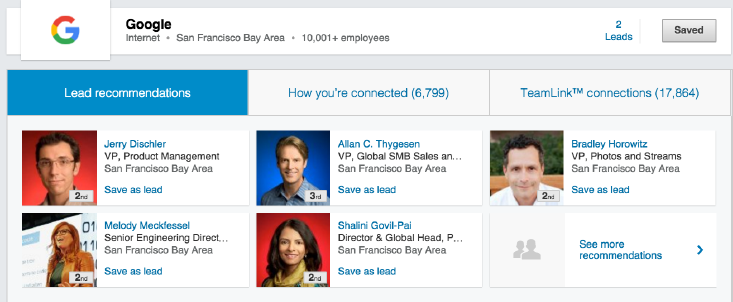 Google
Internet • San Francisco Bay Area • 10,001+ employees
2
Leads
Saved
Lead recommendations
How you're connected (6,799)
TeamLink™ connections (17,864)
Jerry Dischler
VP, Product Management
San Francisco Bay Area
Save as lead
2nd
Allan C. Thygesen
VP, Global SMB Sales an...
San Francisco Bay Area
Save as lead
3rd
Bradley Horowitz
VP, Photos and Streams
San Francisco Bay Area
Save as lead
2nd
Melody Meckfessel
Senior Engineering Direct...
San Francisco Bay Area
Save as lead
2nd
Shalini Govil-Pai
Director & Global Head, P...
San Francisco Bay Area
Save as lead
2nd
See more
recommendations